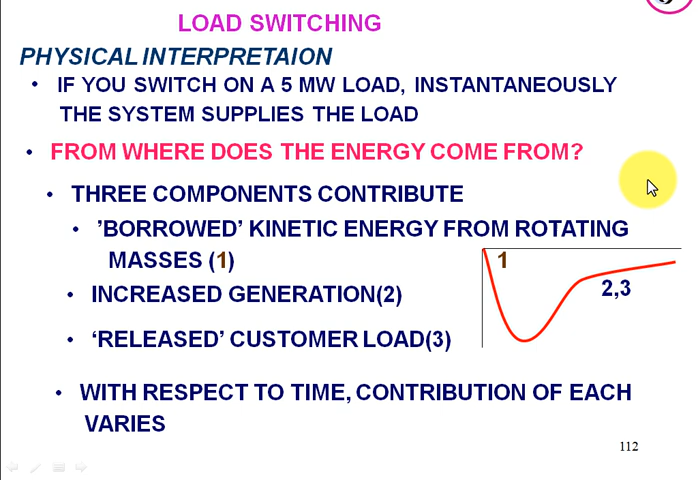 LOAD SWITCHING
PHYSICAL INTERPRETAION
• IF YOU SWITCH ON A 5 MW LOAD, INSTANTANEOUSLY
THE SYSTEM SUPPLIES THE LOAD
• FROM WHERE DOES THE ENERGY COME FROM?
• THREE COMPONENTS CONTRIBUTE
• ’BORROWED’ KINETIC ENERGY FROM ROTATING
MASSES (1)
1
• INCREASED GENERATION(2)
2,3
• ‘RELEASED’ CUSTOMER LOAD(3)
• WITH RESPECT TO TIME, CONTRIBUTION OF EACH
VARIES
112